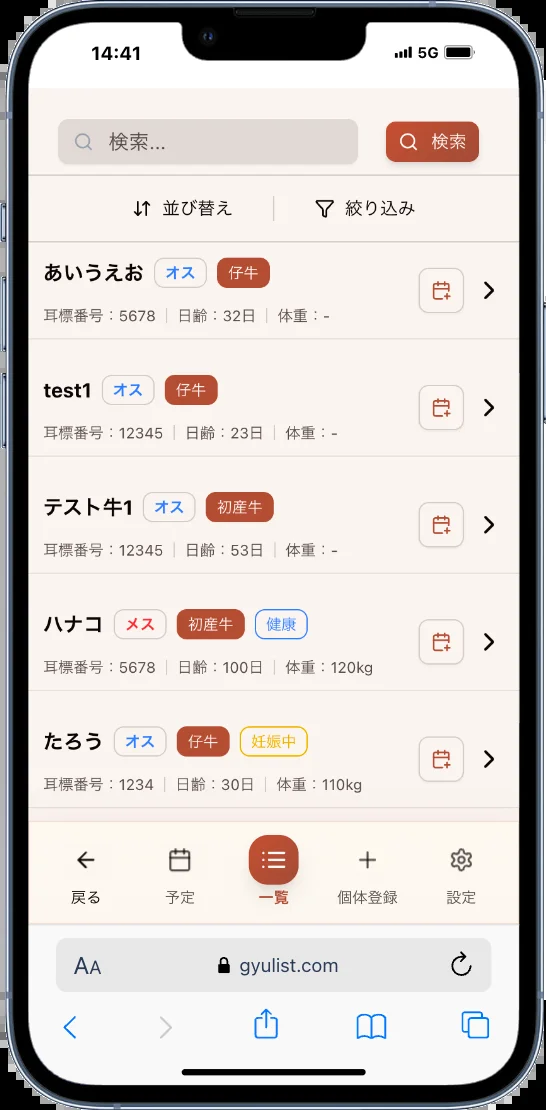 14:41 5G
検索... 検索
並び替え 絞り込み
あいうえお オス 仔牛
耳標番号：5678 日齢：32日 体重：-
test1 オス 仔牛
耳標番号：12345 日齢：23日 体重：-
テスト牛1 オス 初産牛
耳標番号：12345 日齢：53日 体重：-
ハナコ メス 初産牛 健康
耳標番号：5678 日齢：100日 体重：120kg
たろう オス 仔牛 妊娠中
耳標番号：1234 日齢：30日 体重：110kg
戻る 予定 一覧 個体登録 設定
AA gyulist.com